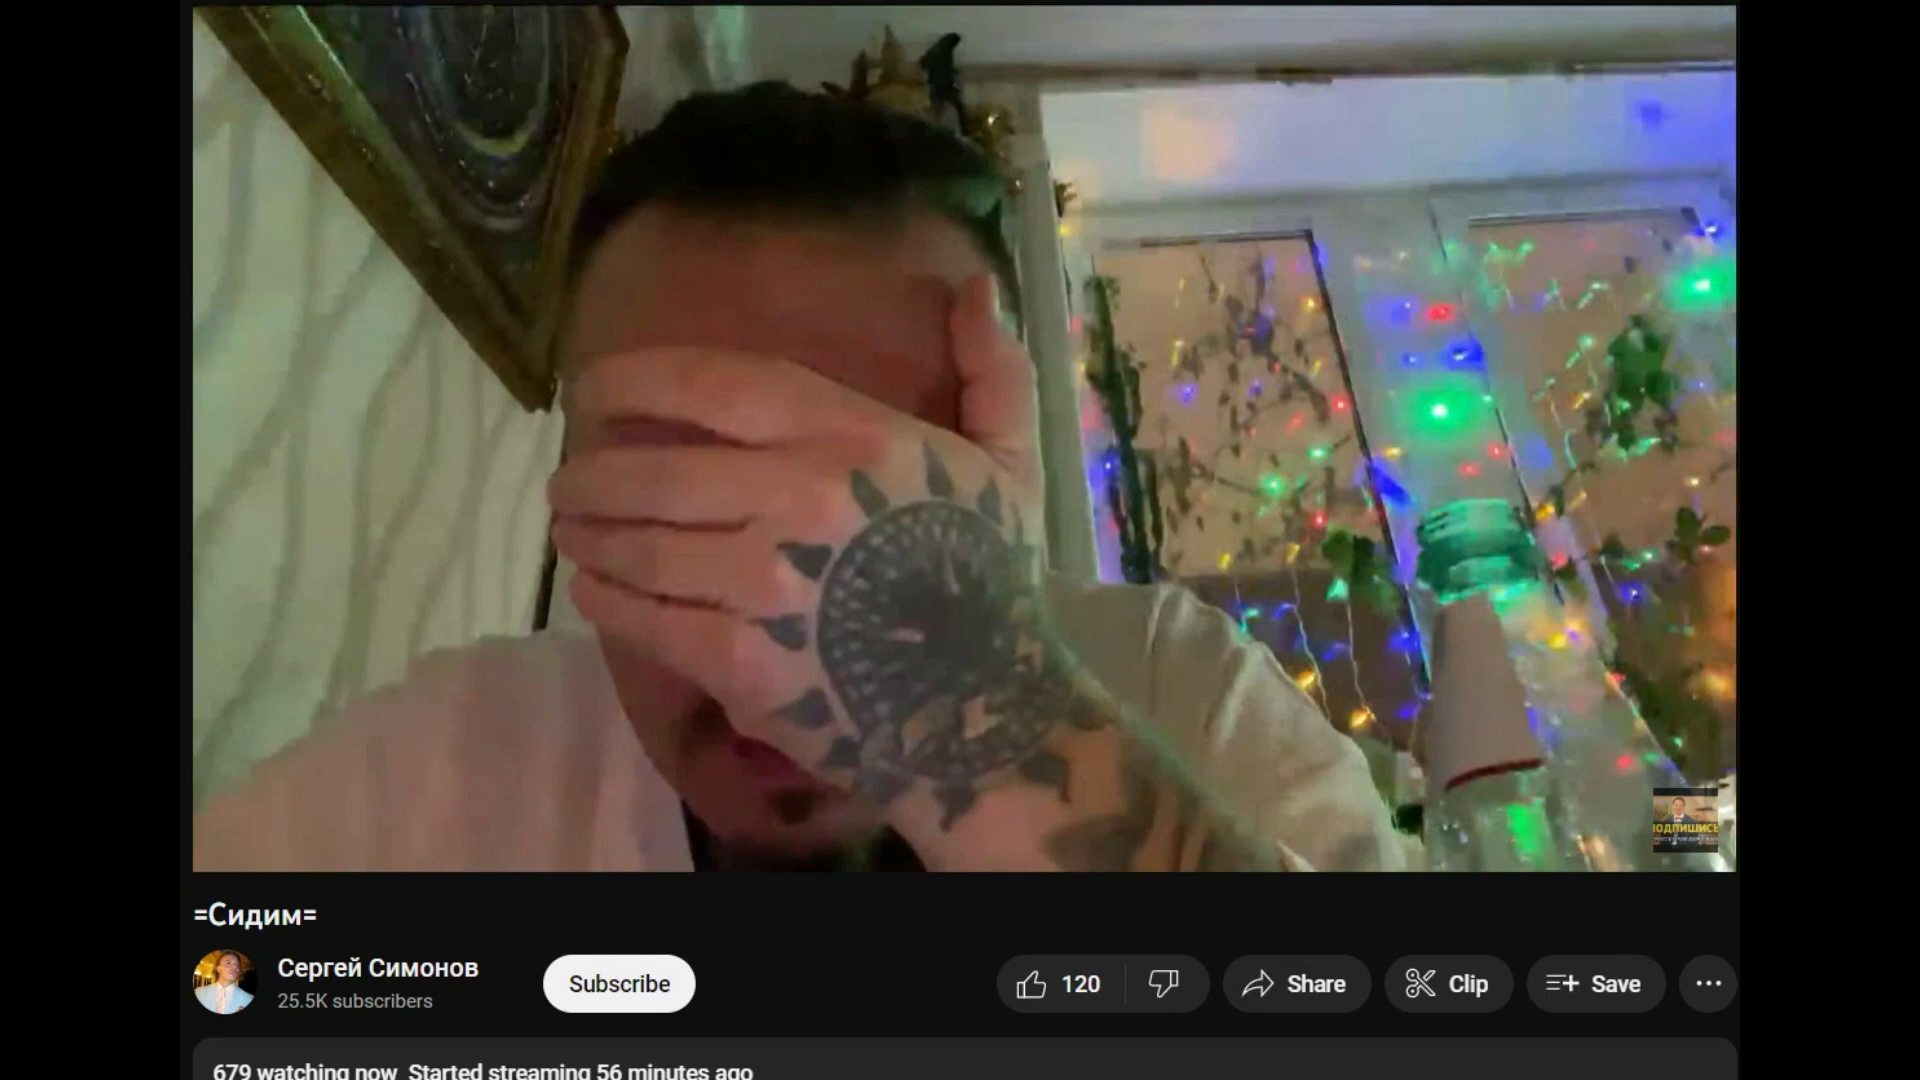 ПОДПИШИСЬ
=Сидим=
Сергей Симонов
25.5K subscribers
Subscribe
120
Share
Clip
Save
679 watching now Started streaming 56 minutes ago